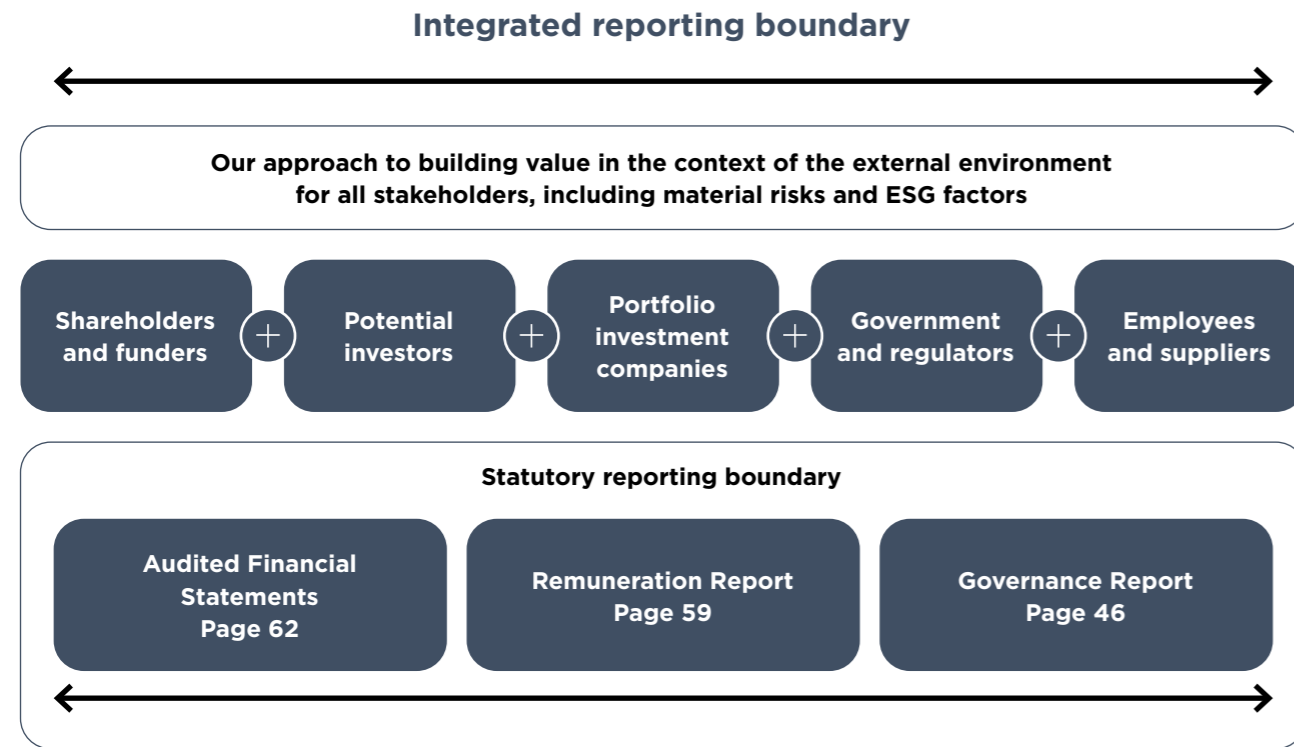 Integrated reporting boundary
Our approach to building value in the context of the external environment
for all stakeholders, including material risks and ESG factors
Shareholders
and funders
Potential
investors
Portfolio
investment
companies
Government
and regulators
Employees
and suppliers
Statutory reporting boundary
Audited Financial
Statements
Page 62
Remuneration Report
Page 59
Governance Report
Page 46